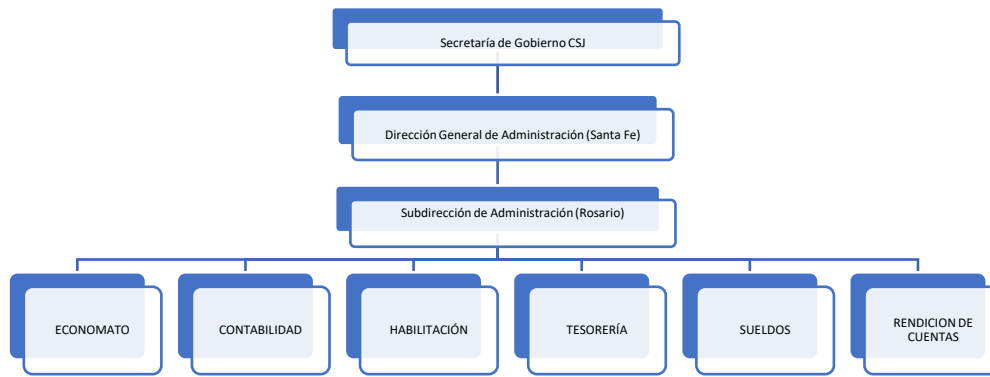 Secretaría de Gobierno CSJ
Dirección General de Administración (Santa Fe)
Subdirección de Administración (Rosario)
ECONOMATO
CONTABILIDAD
HABILITACIÓN
TESORERÍA
SUELDOS
RENDICION DE
CUENTAS